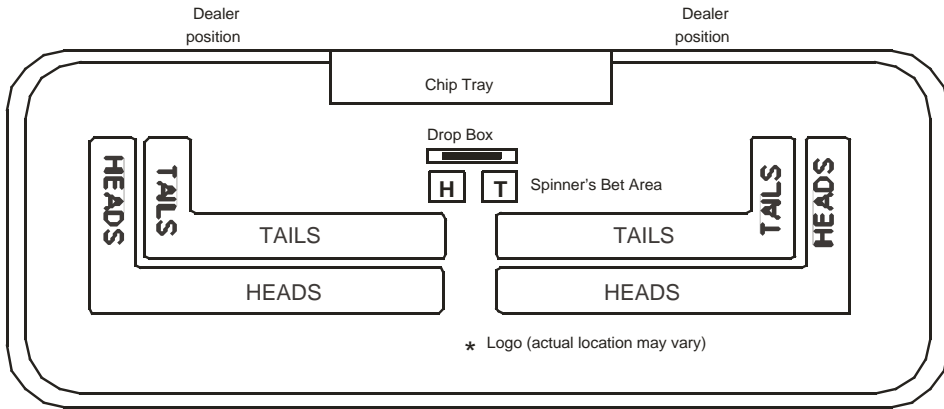 Dealer
position
Dealer
position
Chip Tray
Drop Box
H T Spinner's Bet Area
HEADS TAILS
TAILS HEADS
TAILS TAILS
HEADS HEADS
* Logo (actual location may vary)